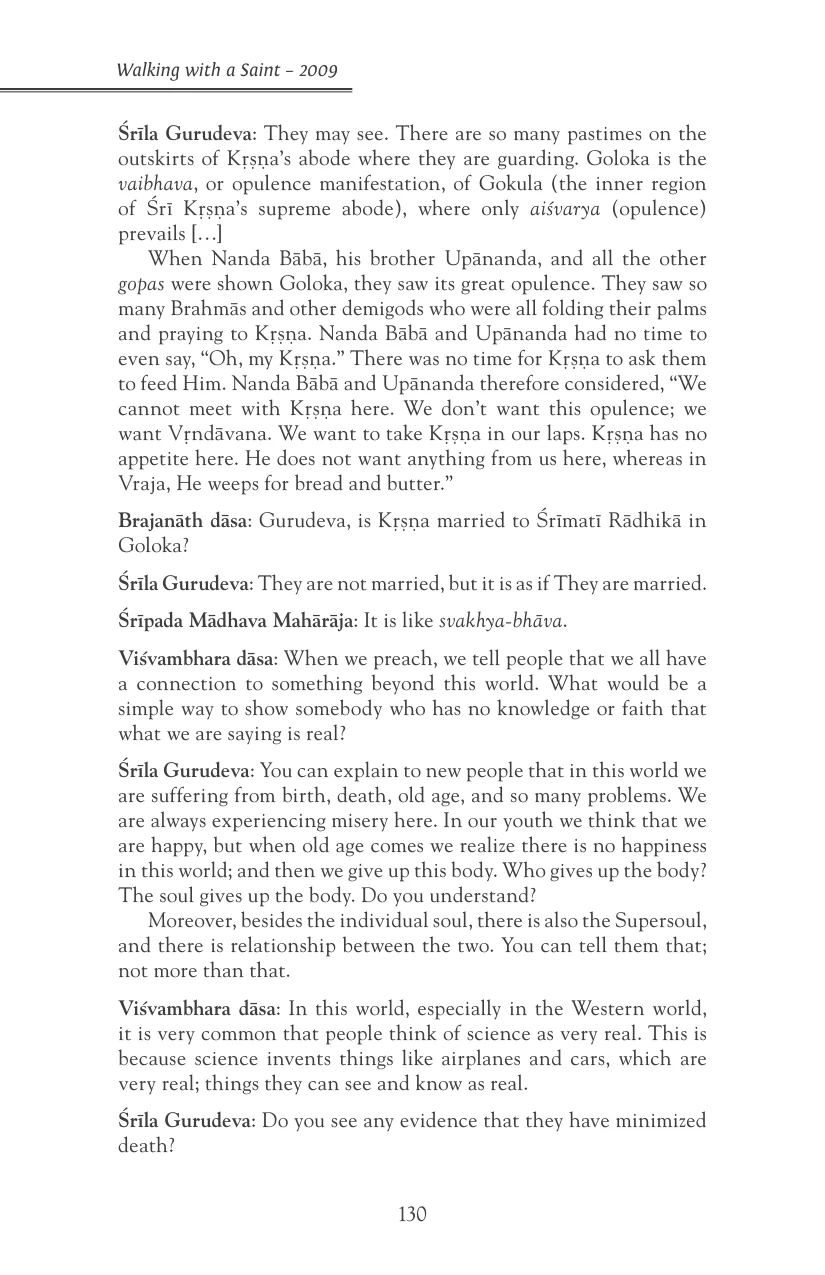 Walking with a Saint – 2009
Śrīla Gurudeva: They may see. There are so many pastimes on the
outskirts of Kṛṣṇa’s abode where they are guarding. Goloka is the
vaibhava, or opulence manifestation, of Gokula (the inner region
of Śrī Kṛṣṇa’s supreme abode), where only aiśvarya (opulence)
prevails […]
When Nanda Bābā, his brother Upānanda, and all the other
gopas were shown Goloka, they saw its great opulence. They saw so
many Brahmās and other demigods who were all folding their palms
and praying to Kṛṣṇa. Nanda Bābā and Upānanda had no time to
even say, “Oh, my Kṛṣṇa.” There was no time for Kṛṣṇa to ask them
to feed Him. Nanda Bābā and Upānanda therefore considered, “We
cannot meet with Kṛṣṇa here. We don’t want this opulence; we
want Vṛndāvana. We want to take Kṛṣṇa in our laps. Kṛṣṇa has no
appetite here. He does not want anything from us here, whereas in
Vraja, He weeps for bread and butter.”
Brajanāth dāsa: Gurudeva, is Kṛṣṇa married to Śrīmatī Rādhikā in
Goloka?
Śrīla Gurudeva: They are not married, but it is as if They are married.
Śrīpada Mādhava Mahārāja: It is like svakhya-bhāva.
Viśvambhara dāsa: When we preach, we tell people that we all have
a connection to something beyond this world. What would be a
simple way to show somebody who has no knowledge or faith that
what we are saying is real?
Śrīla Gurudeva: You can explain to new people that in this world we
are suffering from birth, death, old age, and so many problems. We
are always experiencing misery here. In our youth we think that we
are happy, but when old age comes we realize there is no happiness
in this world; and then we give up this body. Who gives up the body?
The soul gives up the body. Do you understand?
Moreover, besides the individual soul, there is also the Supersoul,
and there is relationship between the two. You can tell them that;
not more than that.
Viśvambhara dāsa: In this world, especially in the Western world,
it is very common that people think of science as very real. This is
because science invents things like airplanes and cars, which are
very real; things they can see and know as real.
Śrīla Gurudeva: Do you see any evidence that they have minimized
death?
130